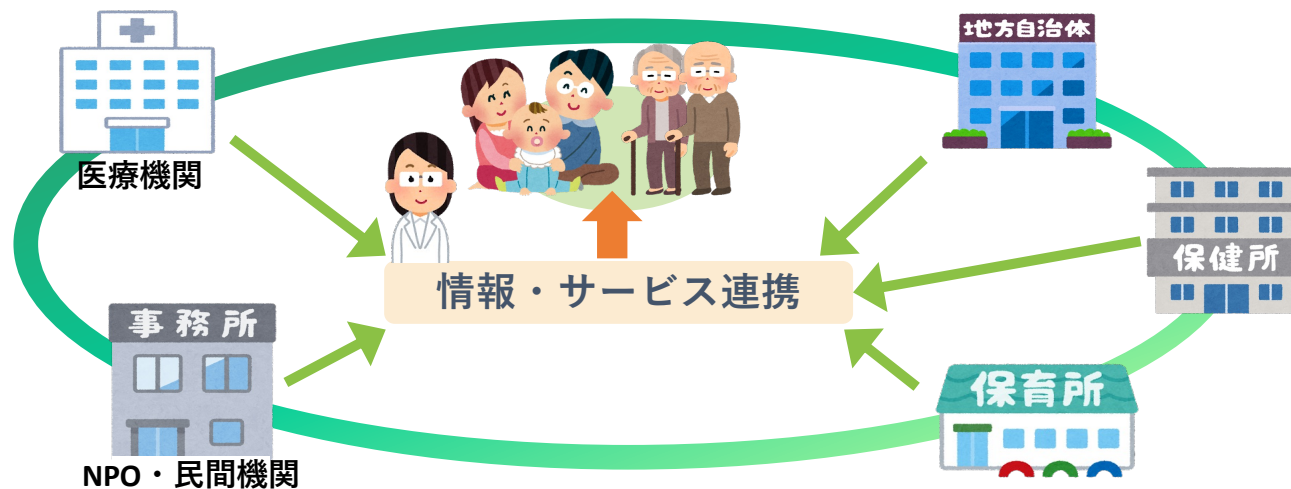 地方自治体
医療機関
保健所
情報・サービス連携
事務所
保育所
NPO・民間機関